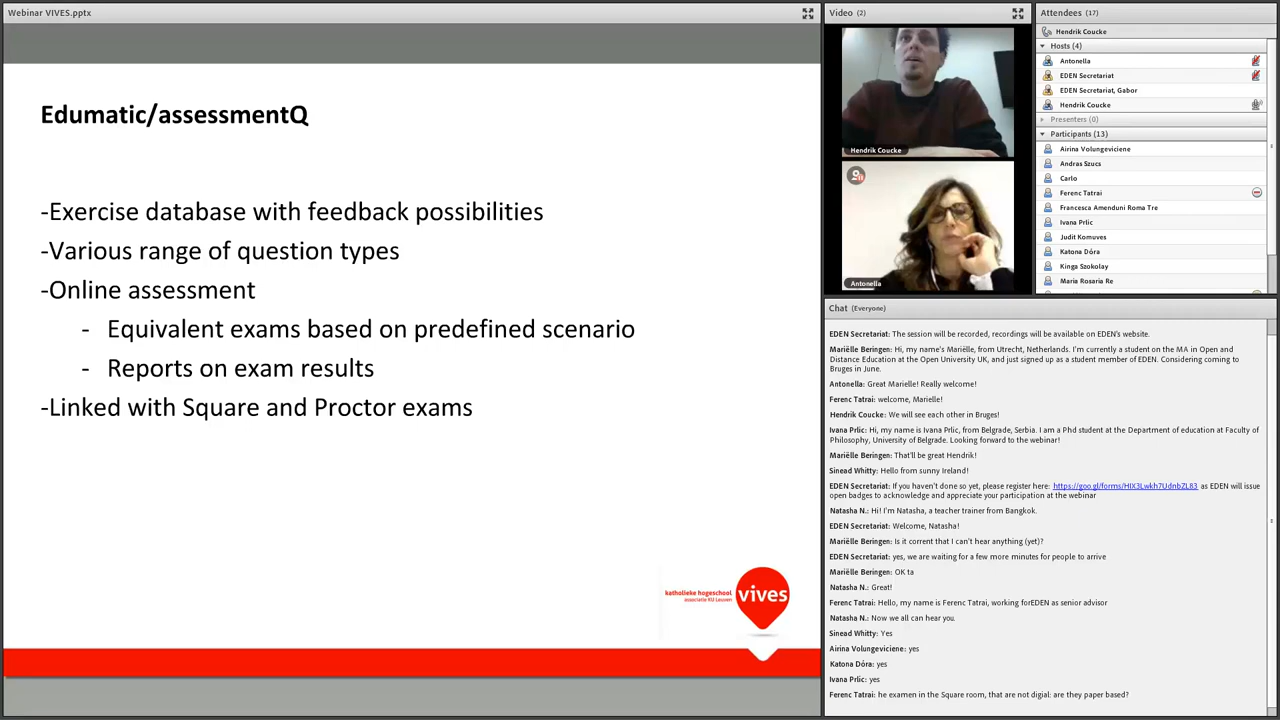 Webinar VIVES.pptx
Edumatic/assessmentQ
-Exercise database with feedback possibilities
-Various range of question types
-Online assessment
- Equivalent exams based on predefined scenario
- Reports on exam results
-Linked with Square and Proctor exams
katholieke hogeschool
associatie KU Leuven
vives
Video (2)
Hendrik Coucke
Antonella
Attendees (17)
Hendrik Coucke
Hosts (4)
Antonella
EDEN Secretariat
EDEN Secretariat, Gabor
Hendrik Coucke
Presenters (0)
Participants (13)
Airina Volungeviciene
Andras Szucs
Carlo
Ferenc Tatrai
Francesca Amenduni Roma Tre
Ivana Prlic
Judit Komuves
Katona Dóra
Kinga Szokolay
Maria Rosaria Re
Chat (Everyone)
EDEN Secretariat: The session will be recorded, recordings will be available on EDEN's website.
Mariëlle Beringen: Hi, my name's Mariëlle, from Utrecht, Netherlands. I'm currently a student on the MA in Open and
Distance Education at the Open University UK, and just signed up as a student member of EDEN. Considering coming to
Bruges in June.
Antonella: Great Marielle! Really welcome!
Ferenc Tatrai: welcome, Marielle!
Hendrik Coucke: We will see each other in Bruges!
Ivana Prlic: Hi, my name is Ivana Prlic, from Belgrade, Serbia. I am a Phd student at the Department of education at Faculty of
Philosophy, University of Belgrade. Looking forward to the webinar!
Mariëlle Beringen: That'll be great Hendrik!
Sinead Whitty: Hello from sunny Ireland!
EDEN Secretariat: If you haven't done so yet, please register here: https://goo.gl/forms/HIX3Lwkh7UdnbZL83 as EDEN will issue
open badges to acknowledge and appreciate your participation at the webinar
Natasha N.: Hi! I'm Natasha, a teacher trainer from Bangkok.
EDEN Secretariat: Welcome, Natasha!
Mariëlle Beringen: Is it corrent that I can't hear anything (yet)?
EDEN Secretariat: yes, we are waiting for a few more minutes for people to arrive
Mariëlle Beringen: OK ta
Natasha N.: Great!
Ferenc Tatrai: Hello, my name is Ferenc Tatrai, working forEDEN as senior advisor
Natasha N.: Now we all can hear you.
Sinead Whitty: Yes
Airina Volungeviciene: yes
Katona Dóra: yes
Ivana Prlic: yes
Ferenc Tatrai: he examen in the Square room, that are not digial: are they paper based?